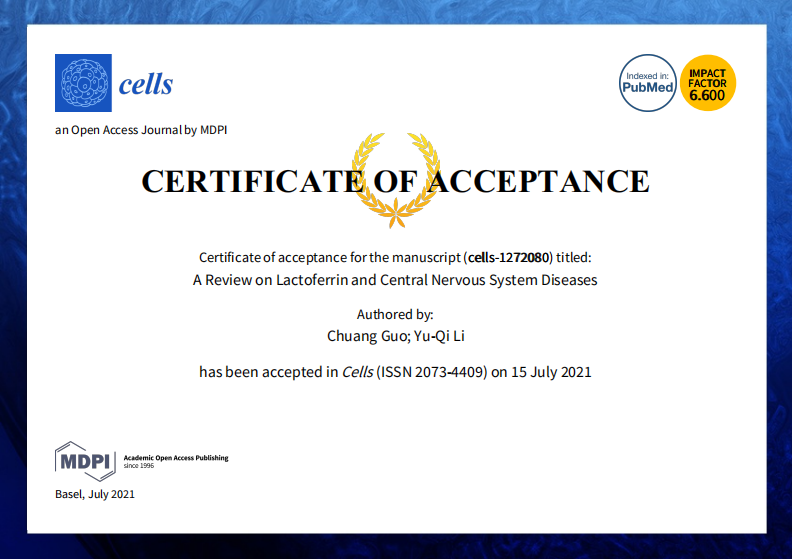 cells
Indexed in:
PubMed
IMPACT
FACTOR
6.600
an Open Access Journal by MDPI
CERTIFICATE OF ACCEPTANCE
Certificate of acceptance for the manuscript (cells-1272080) titled:
A Review on Lactoferrin and Central Nervous System Diseases
Authored by:
Chuang Guo; Yu-Qi Li
has been accepted in Cells (ISSN 2073-4409) on 15 July 2021
MDPI
Academic Open Access Publishing
since 1996
Basel, July 2021